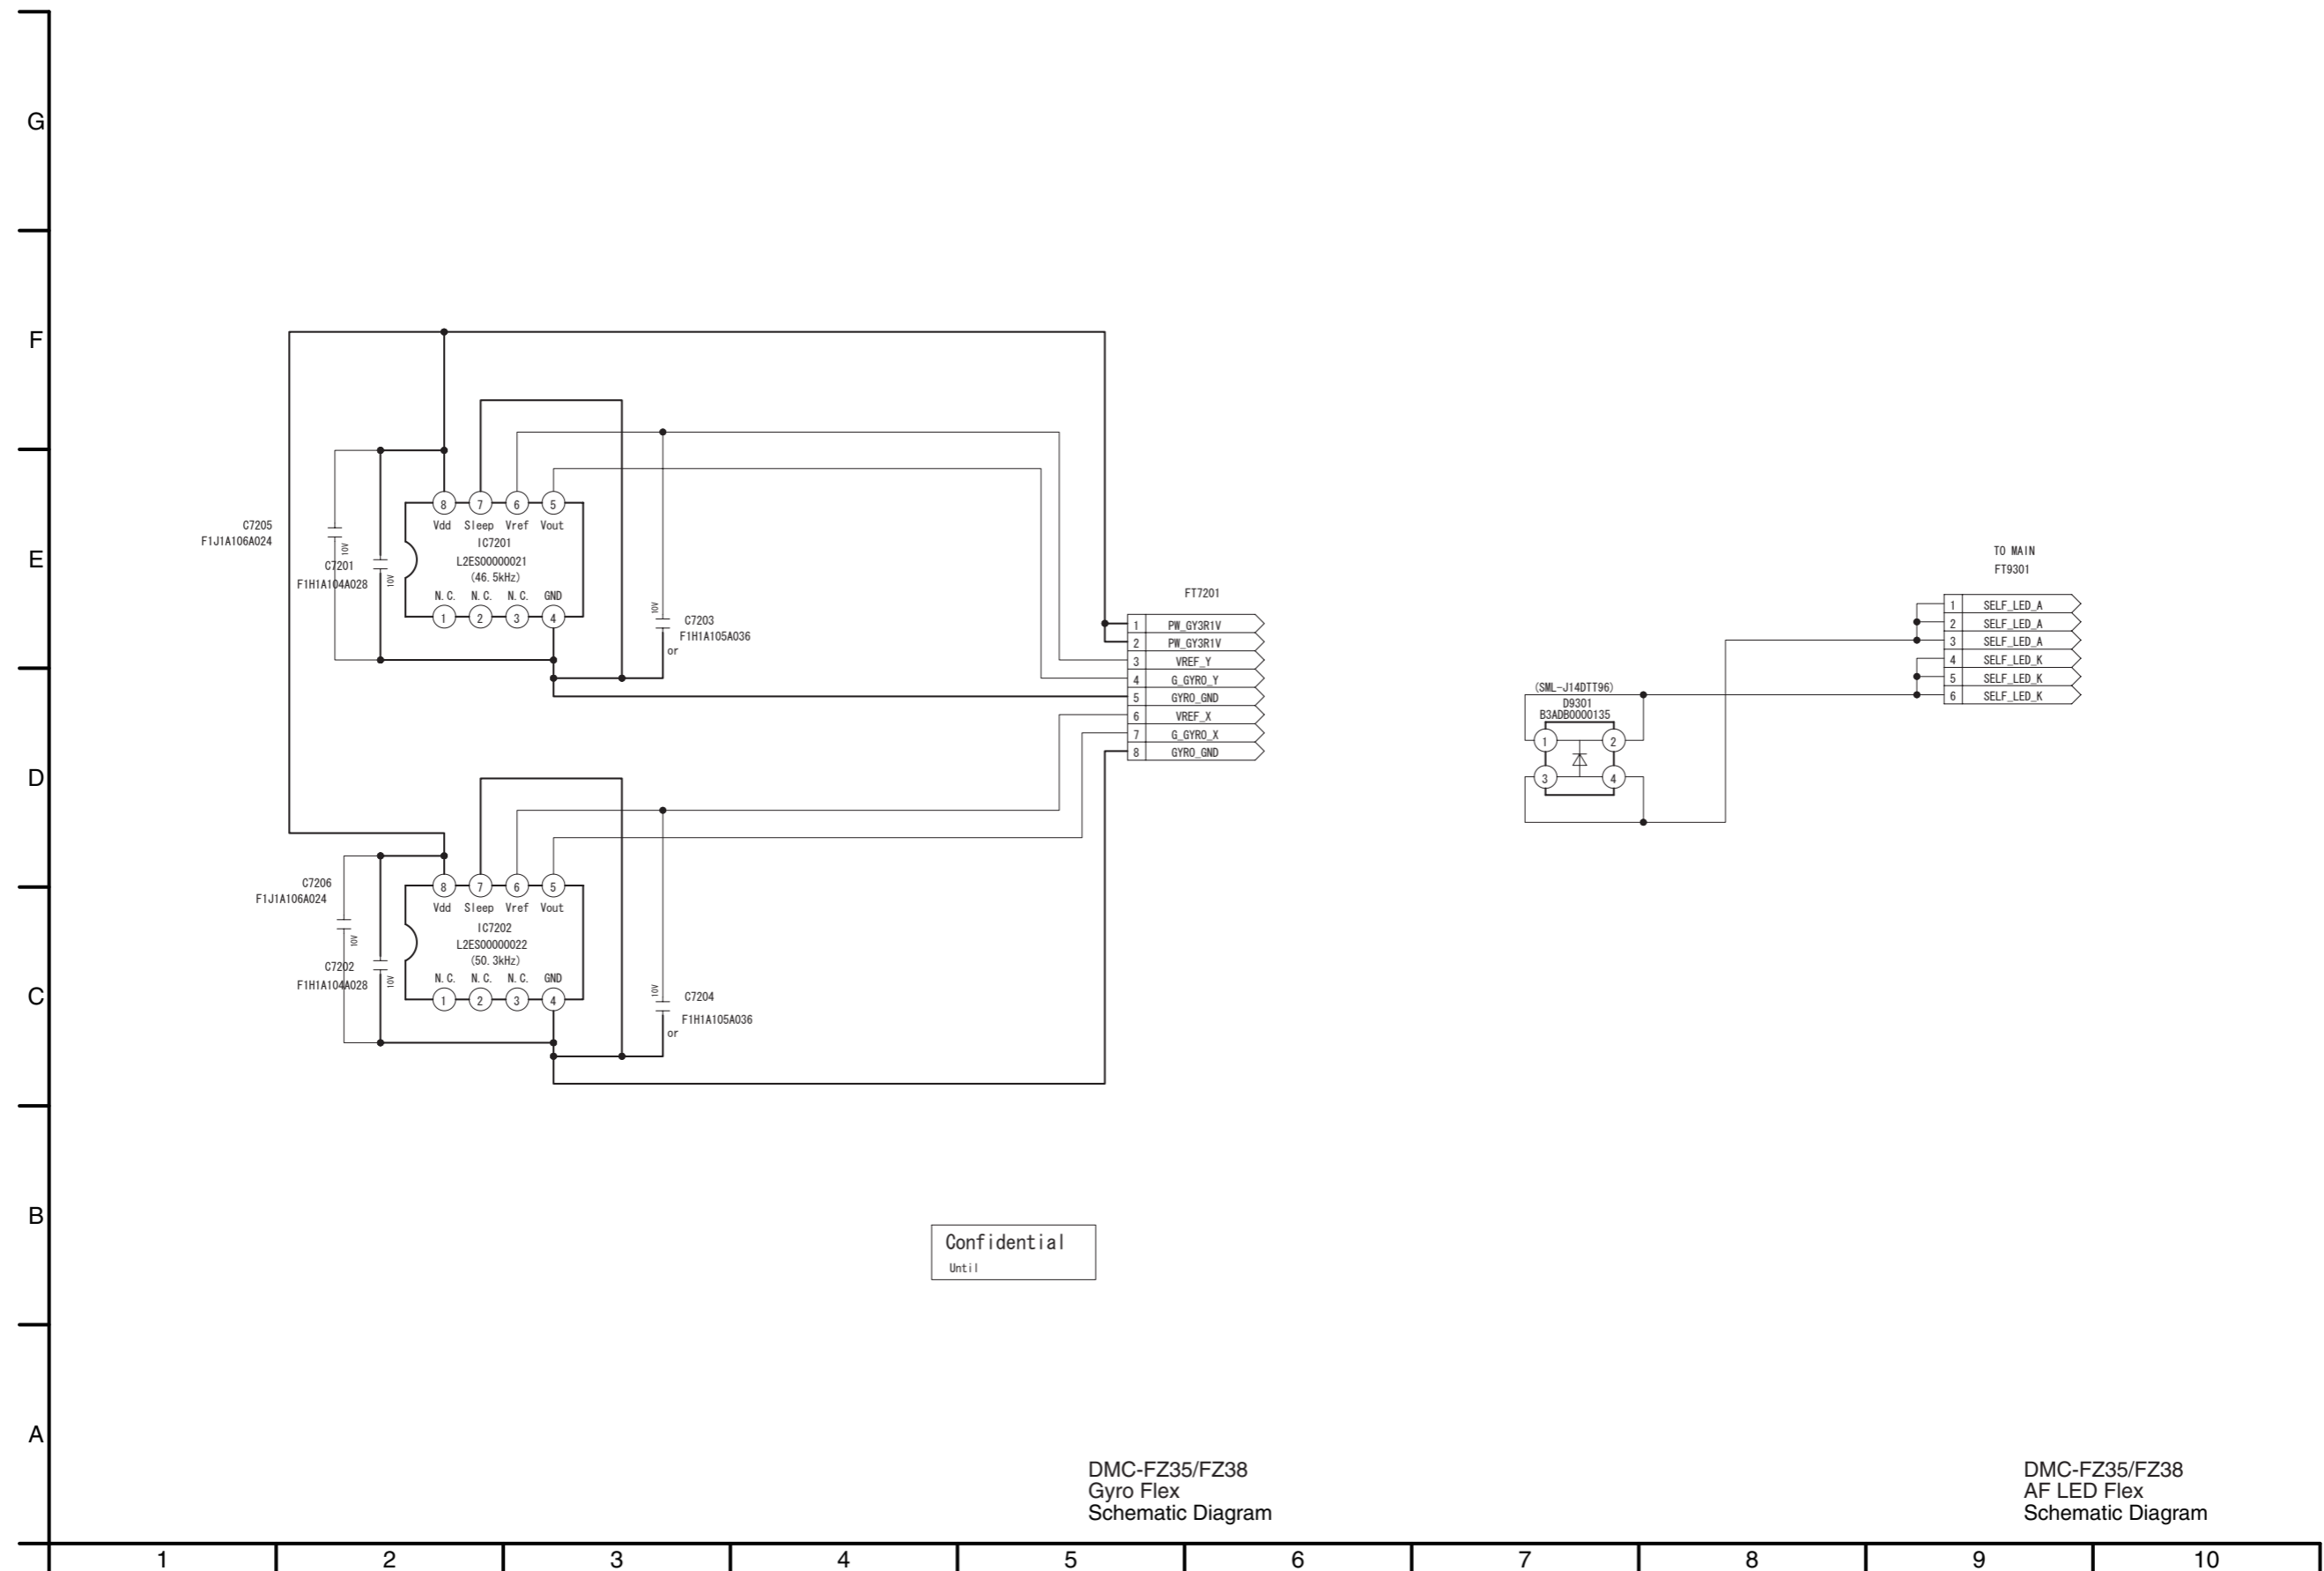 G
F
E
D
C
B
A
C7205
F1J1A106A024
10V
C7201
F1H1A104A028
10V
8 7 6 5
Vdd Sleep Vref Vout
IC7201
L2ES00000021
(46.5kHz)
N.C. N.C. N.C. GND
1 2 3 4
10V
C7203
F1H1A105A036
or
C7206
F1J1A106A024
10V
C7202
F1H1A104A028
10V
8 7 6 5
Vdd Sleep Vref Vout
IC7202
L2ES00000022
(50.3kHz)
N.C. N.C. N.C. GND
1 2 3 4
10V
C7204
F1H1A105A036
or
FT7201
1 PW_GY3R1V
2 PW_GY3R1V
3 VREF_Y
4 G_GYRO_Y
5 GYRO_GND
6 VREF_X
7 G_GYRO_X
8 GYRO_GND
(SML-J14DTT96)
D9301
B3ADB0000135
1 2
3 4
TO MAIN
FT9301
1 SELF_LED_A
2 SELF_LED_A
3 SELF_LED_A
4 SELF_LED_K
5 SELF_LED_K
6 SELF_LED_K
Confidential
Until
DMC-FZ35/FZ38
Gyro Flex
Schematic Diagram
DMC-FZ35/FZ38
AF LED Flex
Schematic Diagram
1 2 3 4 5 6 7 8 9 10